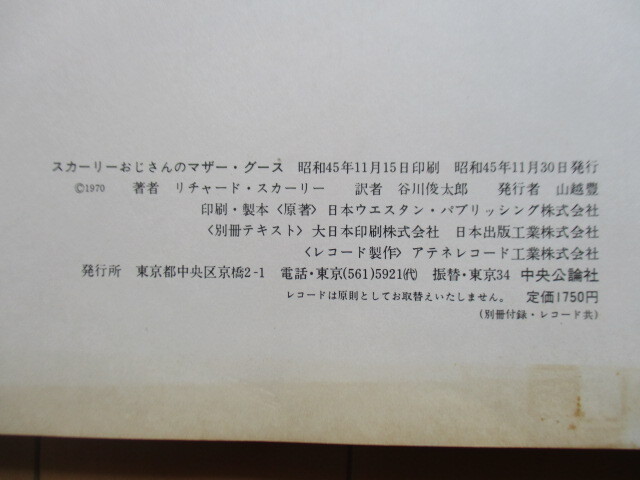 スカーリーおじさんのマザー・グース　昭和45年11月15日印刷　昭和45年11月30日発行
©1970　著者　リチャード・スカーリー　訳者　谷川俊太郎　発行者　山越豊
印刷・製本〈原著〉日本ウエスタン・パブリッシング株式会社
〈別冊テキスト〉大日本印刷株式会社　日本出版工業株式会社
〈レコード製作〉アテネレコード工業株式会社
発行所　東京都中央区京橋2-1　電話・東京(561)5921(代)　振替・東京34　中央公論社
レコードは原則としてお取替えいたしません。　定価1750円
(別冊付録・レコード共)